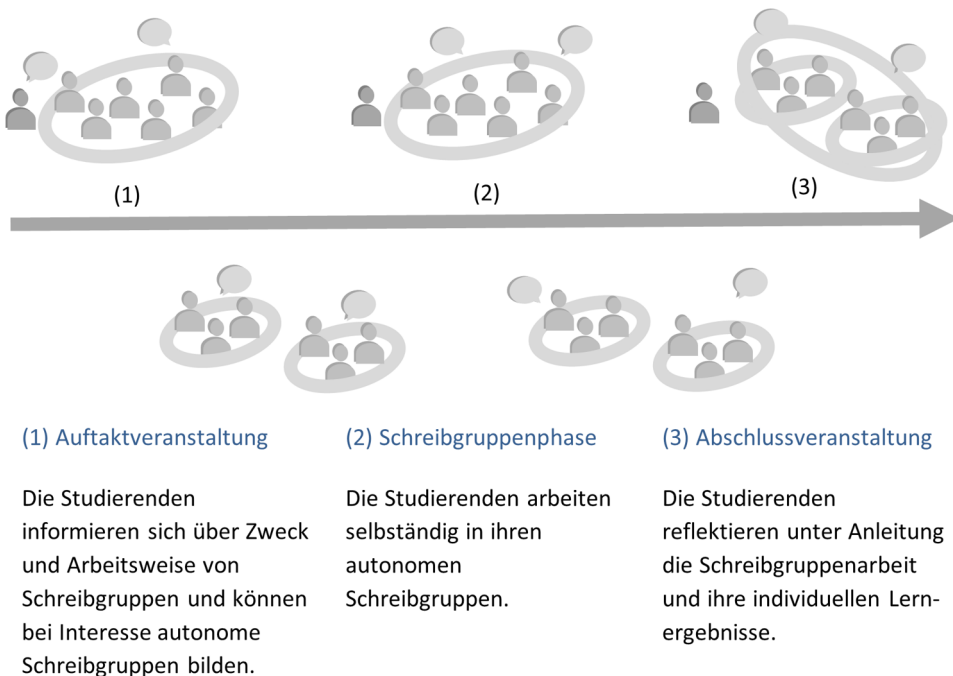 (1)
(2)
(3)
(1) Auftaktveranstaltung
Die Studierenden
informieren sich über Zweck
und Arbeitsweise von
Schreibgruppen und können
bei Interesse autonome
Schreibgruppen bilden.
(2) Schreibgruppenphase
Die Studierenden arbeiten
selbständig in ihren
autonomen
Schreibgruppen.
(3) Abschlussveranstaltung
Die Studierenden
reflektieren unter Anleitung
die Schreibgruppenarbeit
und ihre individuellen Lern-
ergebnisse.